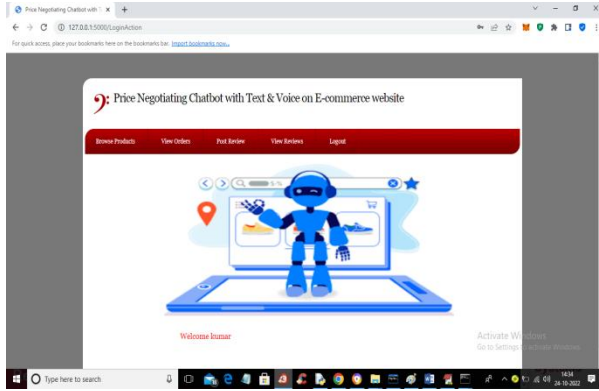 Price Negotiating Chatbot with T
127.0.0.1:5000/LoginAction
For quick access, place your bookmarks here on the bookmarks bar. Import bookmarks now...
Price Negotiating Chatbot with Text & Voice on E-commerce website
Browse Products View Orders Post Review View Reviews Logout
Welcome kumar
Activate Windows
Go to Settings to activate Windows.
Type here to search
14:34
24-10-2022